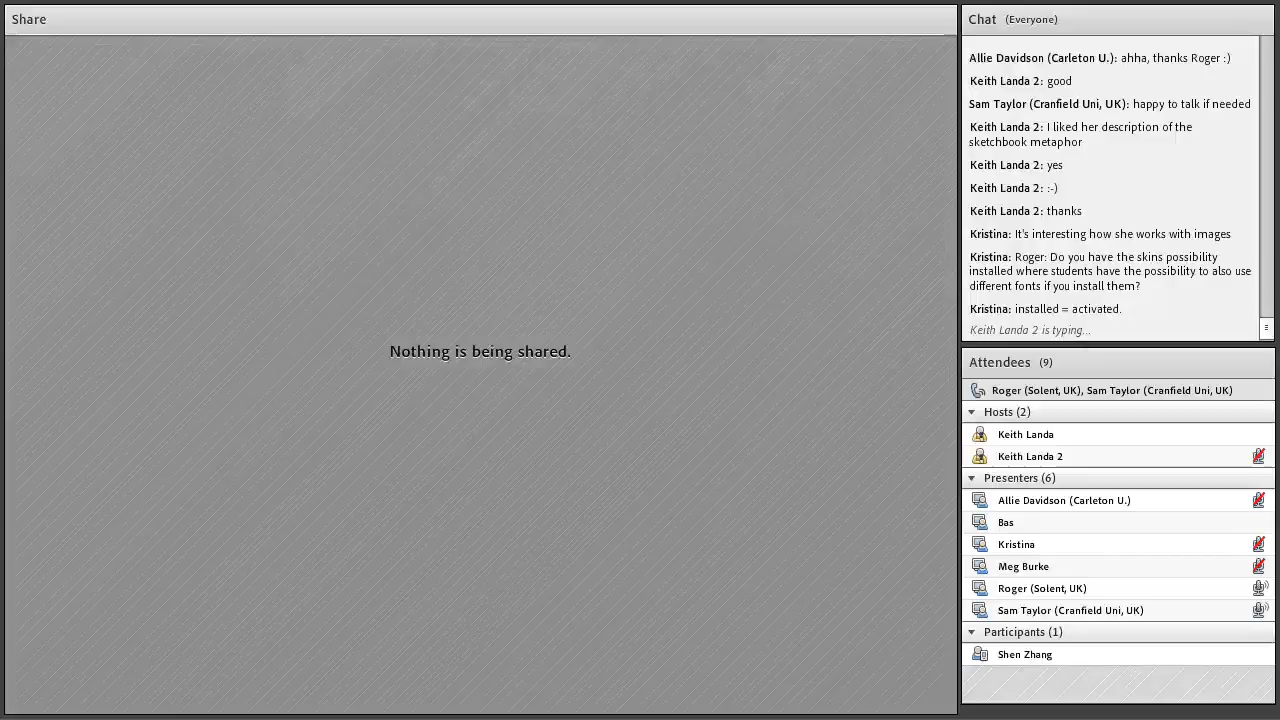 Share
Nothing is being shared.
Chat (Everyone)
Allie Davidson (Carleton U.): ahha, thanks Roger :)
Keith Landa 2: good
Sam Taylor (Cranfield Uni, UK): happy to talk if needed
Keith Landa 2: I liked her description of the
sketchbook metaphor
Keith Landa 2: yes
Keith Landa 2: :-)
Keith Landa 2: thanks
Kristina: It's interesting how she works with images
Kristina: Roger: Do you have the skins possibility
installed where students have the possibility to also use
different fonts if you install them?
Kristina: installed = activated.
Keith Landa 2 is typing...
Attendees (9)
Roger (Solent, UK), Sam Taylor (Cranfield Uni, UK)
Hosts (2)
Keith Landa
Keith Landa 2
Presenters (6)
Allie Davidson (Carleton U.)
Bas
Kristina
Meg Burke
Roger (Solent, UK)
Sam Taylor (Cranfield Uni, UK)
Participants (1)
Shen Zhang